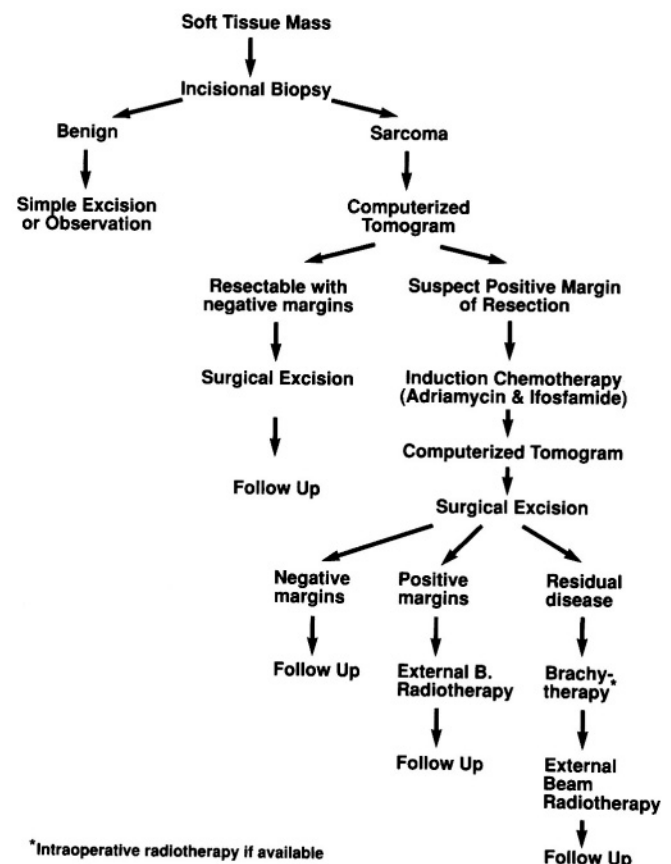 Soft Tissue Mass
Incisional Biopsy
Benign
Sarcoma
Simple Excision
or Observation
Computerized
Tomogram
Resectable with
negative margins
Suspect Positive Margin
of Resection
Surgical Excision
Induction Chemotherapy
(Adriamycin & Ifosfamide)
Follow Up
Computerized Tomogram
Surgical Excision
Negative
margins
Positive
margins
Residual
disease
Follow Up
External B.
Radiotherapy
Brachy-
therapy*
Follow Up
External
Beam
Radiotherapy
Follow Up
*Intraoperative radiotherapy if available